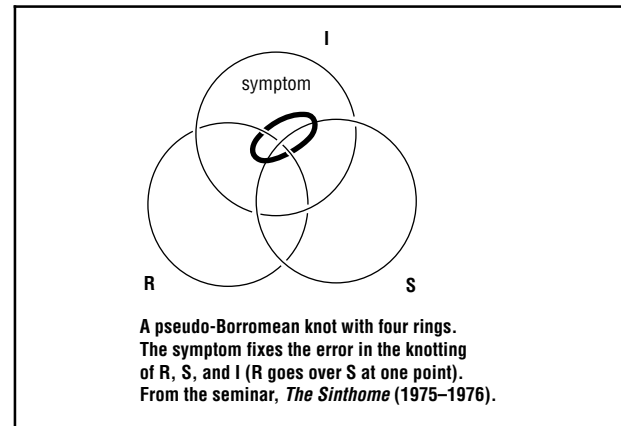 I
symptom
R
S
A pseudo-Borromean knot with four rings.
The symptom fixes the error in the knotting
of R, S, and I (R goes over S at one point).
From the seminar, The Sinthome (1975–1976).